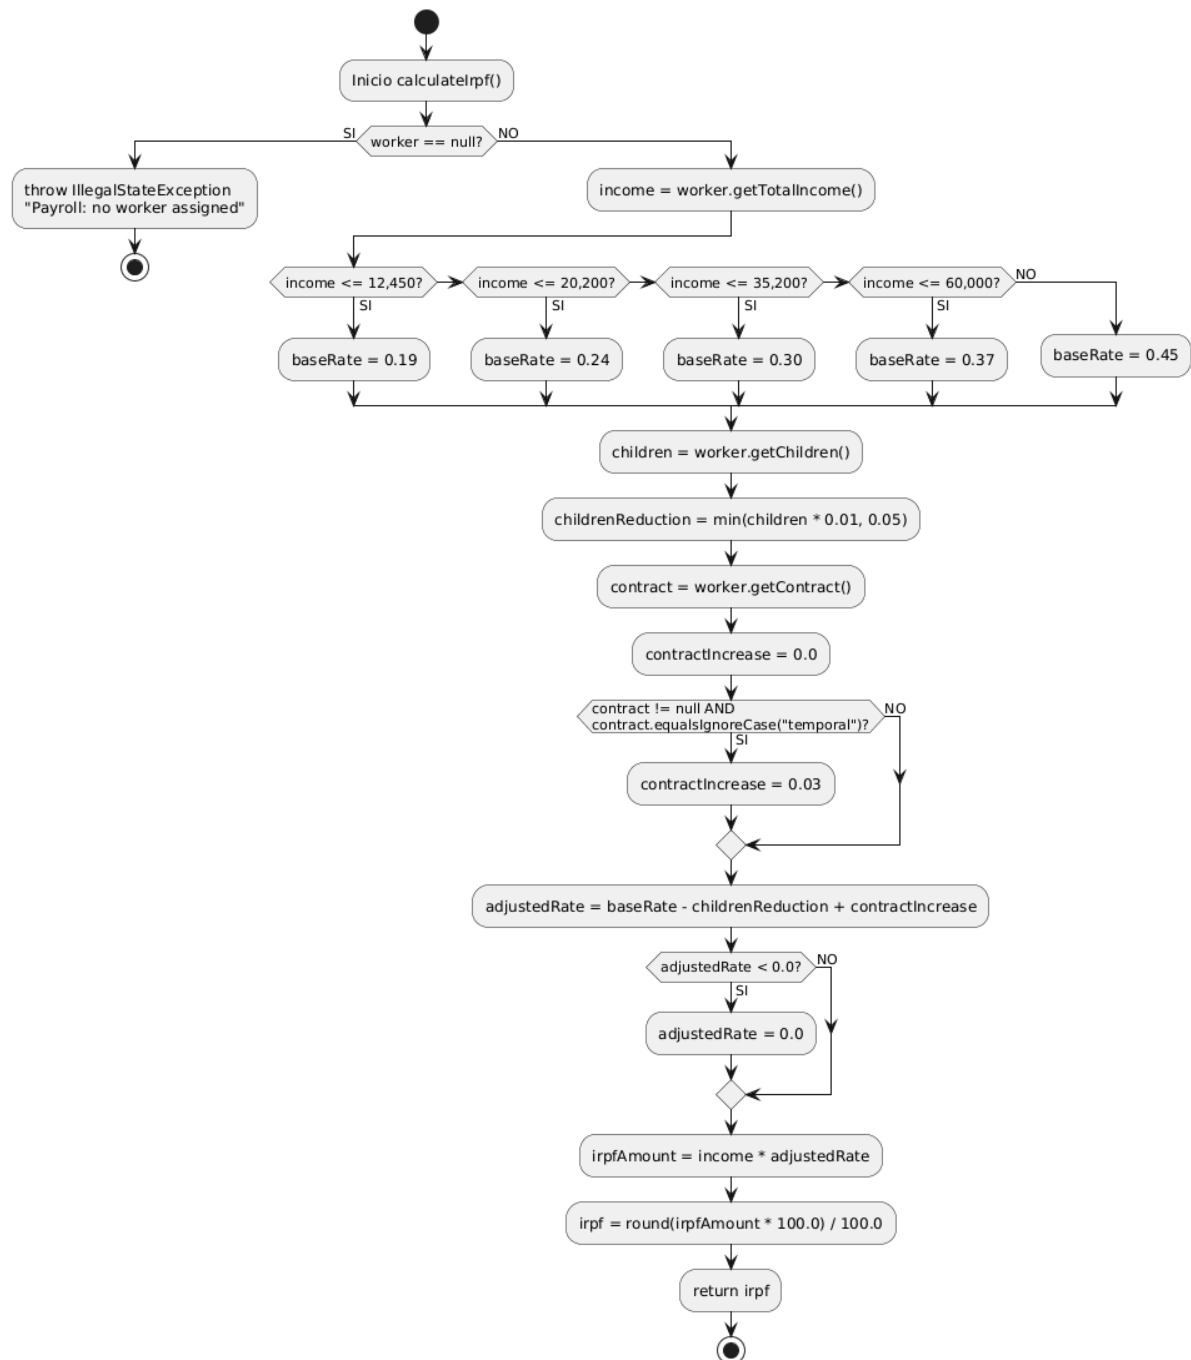 Inicio calculateIrpf()
SI
worker == null?
NO
throw IllegalStateException
"Payroll: no worker assigned"
income = worker.getTotalIncome()
income <= 12,450?
income <= 20,200?
income <= 35,200?
income <= 60,000?
NO
SI
SI
SI
SI
baseRate = 0.19
baseRate = 0.24
baseRate = 0.30
baseRate = 0.37
baseRate = 0.45
children = worker.getChildren()
childrenReduction = min(children * 0.01, 0.05)
contract = worker.getContract()
contractIncrease = 0.0
contract != null AND
contract.equalsIgnoreCase("temporal")?
NO
SI
contractIncrease = 0.03
adjustedRate = baseRate - childrenReduction + contractIncrease
adjustedRate < 0.0?
NO
SI
adjustedRate = 0.0
irpfAmount = income * adjustedRate
irpf = round(irpfAmount * 100.0) / 100.0
return irpf